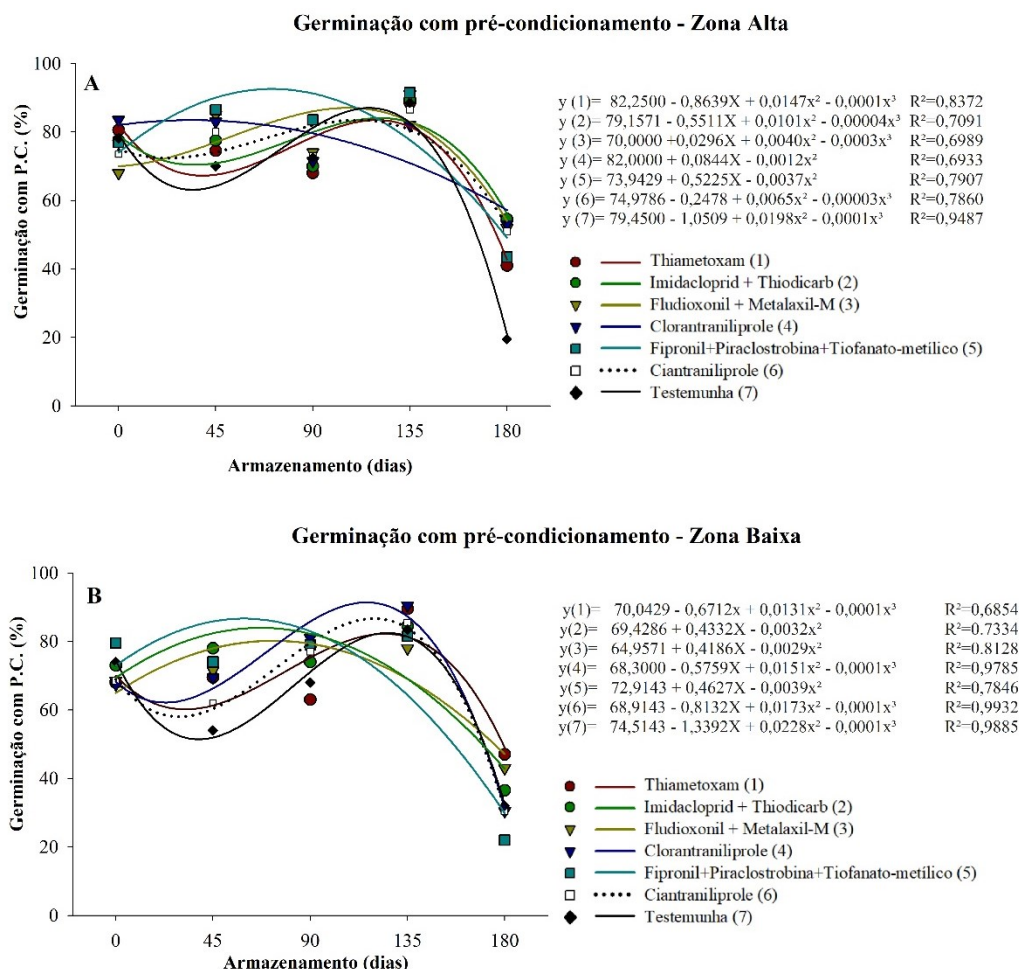 Germinação com pré-condicionamento - Zona Alta
A
Germinação com P.C. (%)
100
80
60
40
20
0
0 45 90 135 180
Armazenamento (dias)
y (1)= 82,2500 - 0,8639X + 0,0147x² - 0,0001x³ R²=0,8372
y (2)= 79,1571 - 0,5511X + 0,0101x² - 0,00004x³ R²=0,7091
y (3)= 70,0000 +0,0296X + 0,0040x² - 0,0003x³ R²=0,6989
y (4)= 82,0000 + 0,0844X - 0,0012x² R²=0,6933
y (5)= 73,9429 + 0,5225X - 0,0037x² R²=0,7907
y (6)= 74,9786 - 0,2478 + 0,0065x² - 0,00003x³ R²=0,7860
y (7)= 79,4500 - 1,0509 + 0,0198x² - 0,0001x³ R²=0,9487
Thiametoxam (1)
Imidacloprid + Thiodicarb (2)
Fludioxonil + Metalaxil-M (3)
Clorantraniliprole (4)
Fipronil+Piraclostrobina+Tiofanato-metílico (5)
Ciantraniliprole (6)
Testemunha (7)
Germinação com pré-condicionamento - Zona Baixa
B
Germinação com P.C. (%)
100
80
60
40
20
0
0 45 90 135 180
Armazenamento (dias)
y(1)= 70,0429 - 0,6712x + 0,0131x² - 0,0001x³ R²=0,6854
y(2)= 69,4286 + 0,4332X - 0,0032x² R²=0.7334
y(3)= 64,9571 + 0,4186X - 0,0029x² R²=0.8128
y(4)= 68,3000 - 0,5759X + 0,0151x² - 0,0001x³ R²=0,9785
y(5)= 72,9143 + 0,4627X - 0,0039x² R²=0,7846
y(6)= 68,9143 - 0,8132X + 0,0173x² - 0,0001x³ R²=0,9932
y(7)= 74,5143 - 1,3392X + 0,0228x² - 0,0001x³ R²=0,9885
Thiametoxam (1)
Imidacloprid + Thiodicarb (2)
Fludioxonil + Metalaxil-M (3)
Clorantraniliprole (4)
Fipronil+Piraclostrobina+Tiofanato-metílico (5)
Ciantraniliprole (6)
Testemunha (7)